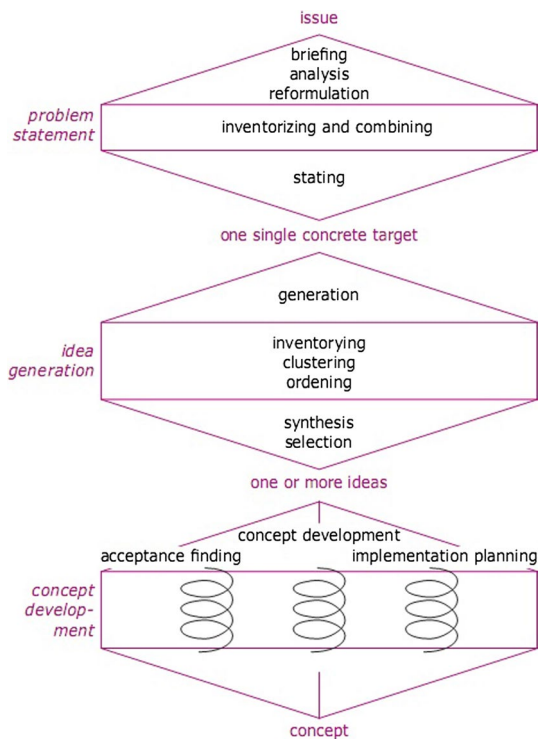 issue
briefing
analysis
reformulation
problem
statement
inventorizing and combining
stating
one single concrete target
generation
idea
generation
inventorying
clustering
ordening
synthesis
selection
one or more ideas
concept development
acceptance finding
implementation planning
concept
develop-
ment
concept